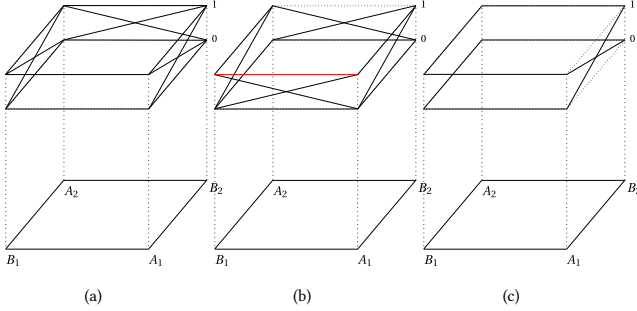 1 1 1
0 0 0
A₂ B₂ A₂ B₂ A₂ B₂
B₁ A₁ B₁ A₁ B₁ A₁
(a) (b) (c)